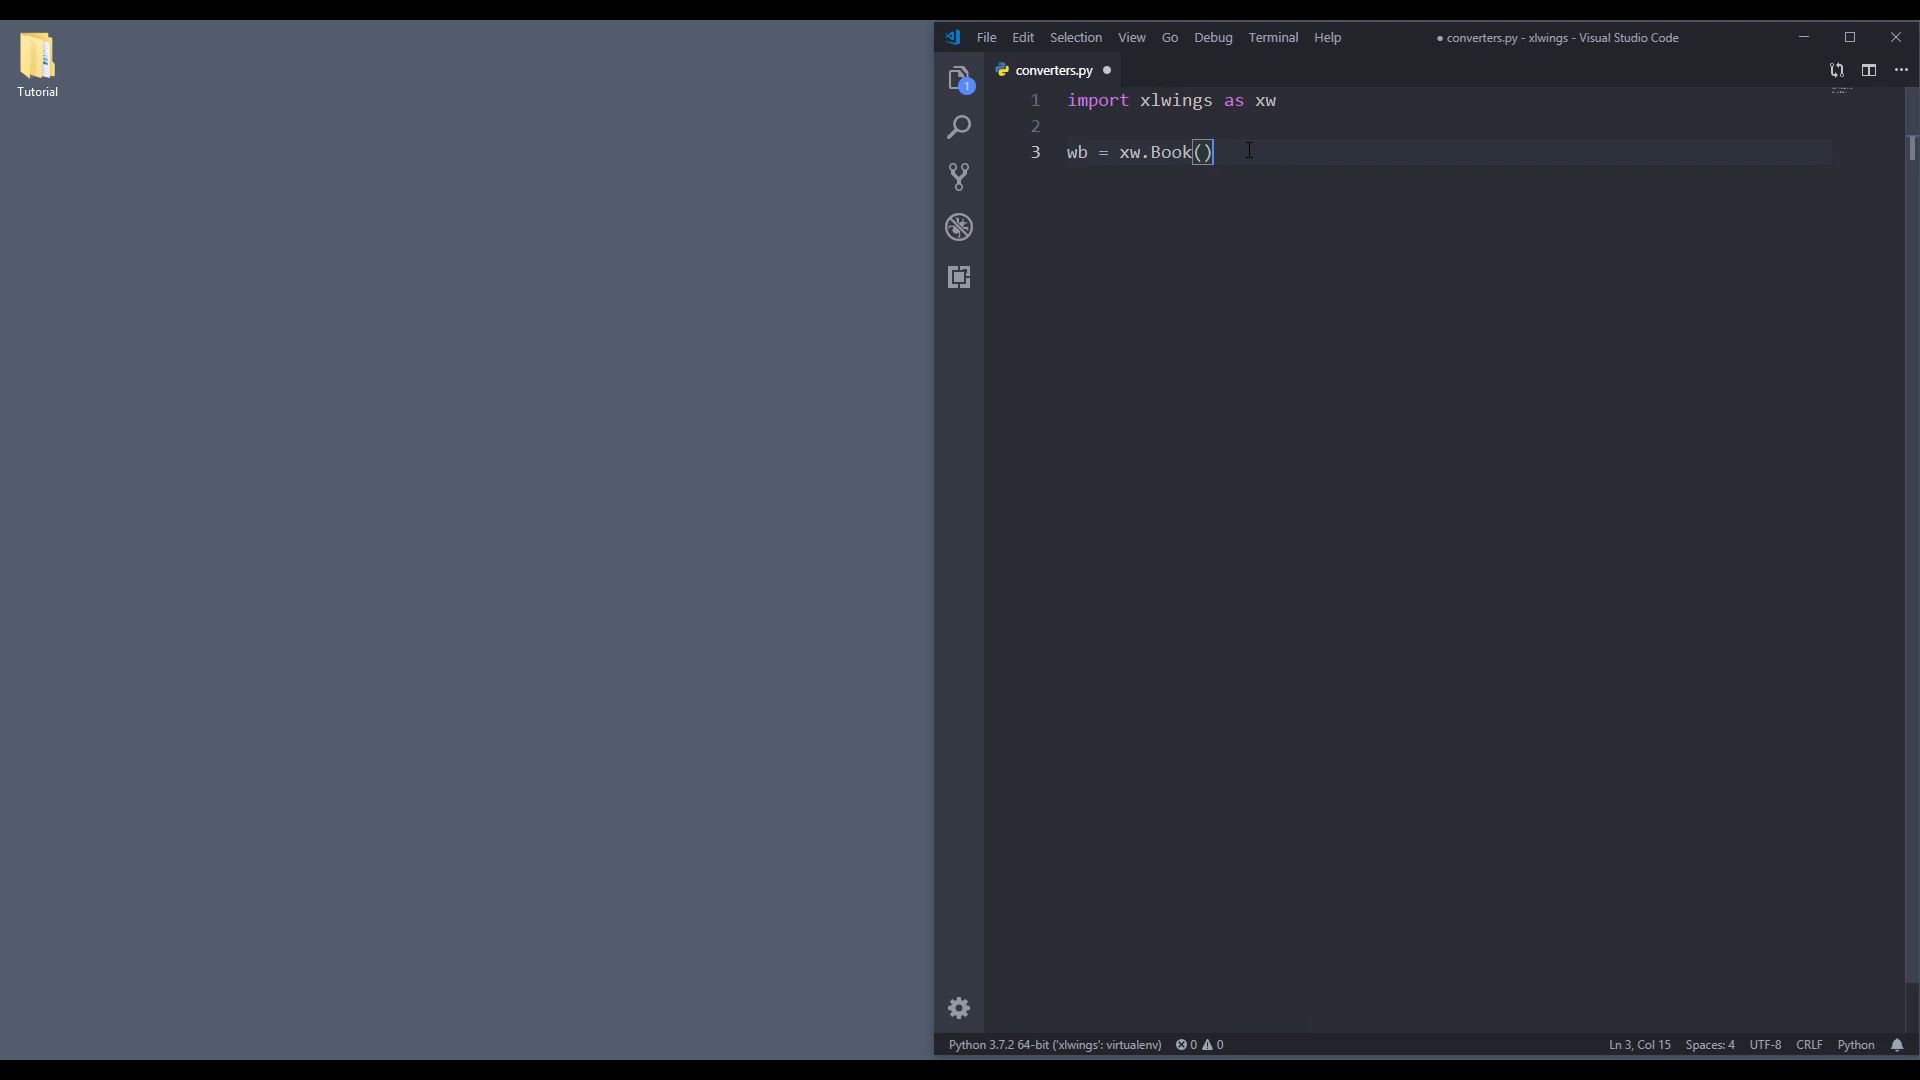 Tutorial
File Edit Selection View Go Debug Terminal Help
● converters.py - xlwings - Visual Studio Code
converters.py
1
1 import xlwings as xw
2
3 wb = xw.Book()
Python 3.7.2 64-bit ('xlwings': virtualenv) 0 0
Ln 3, Col 15 Spaces: 4 UTF-8 CRLF Python